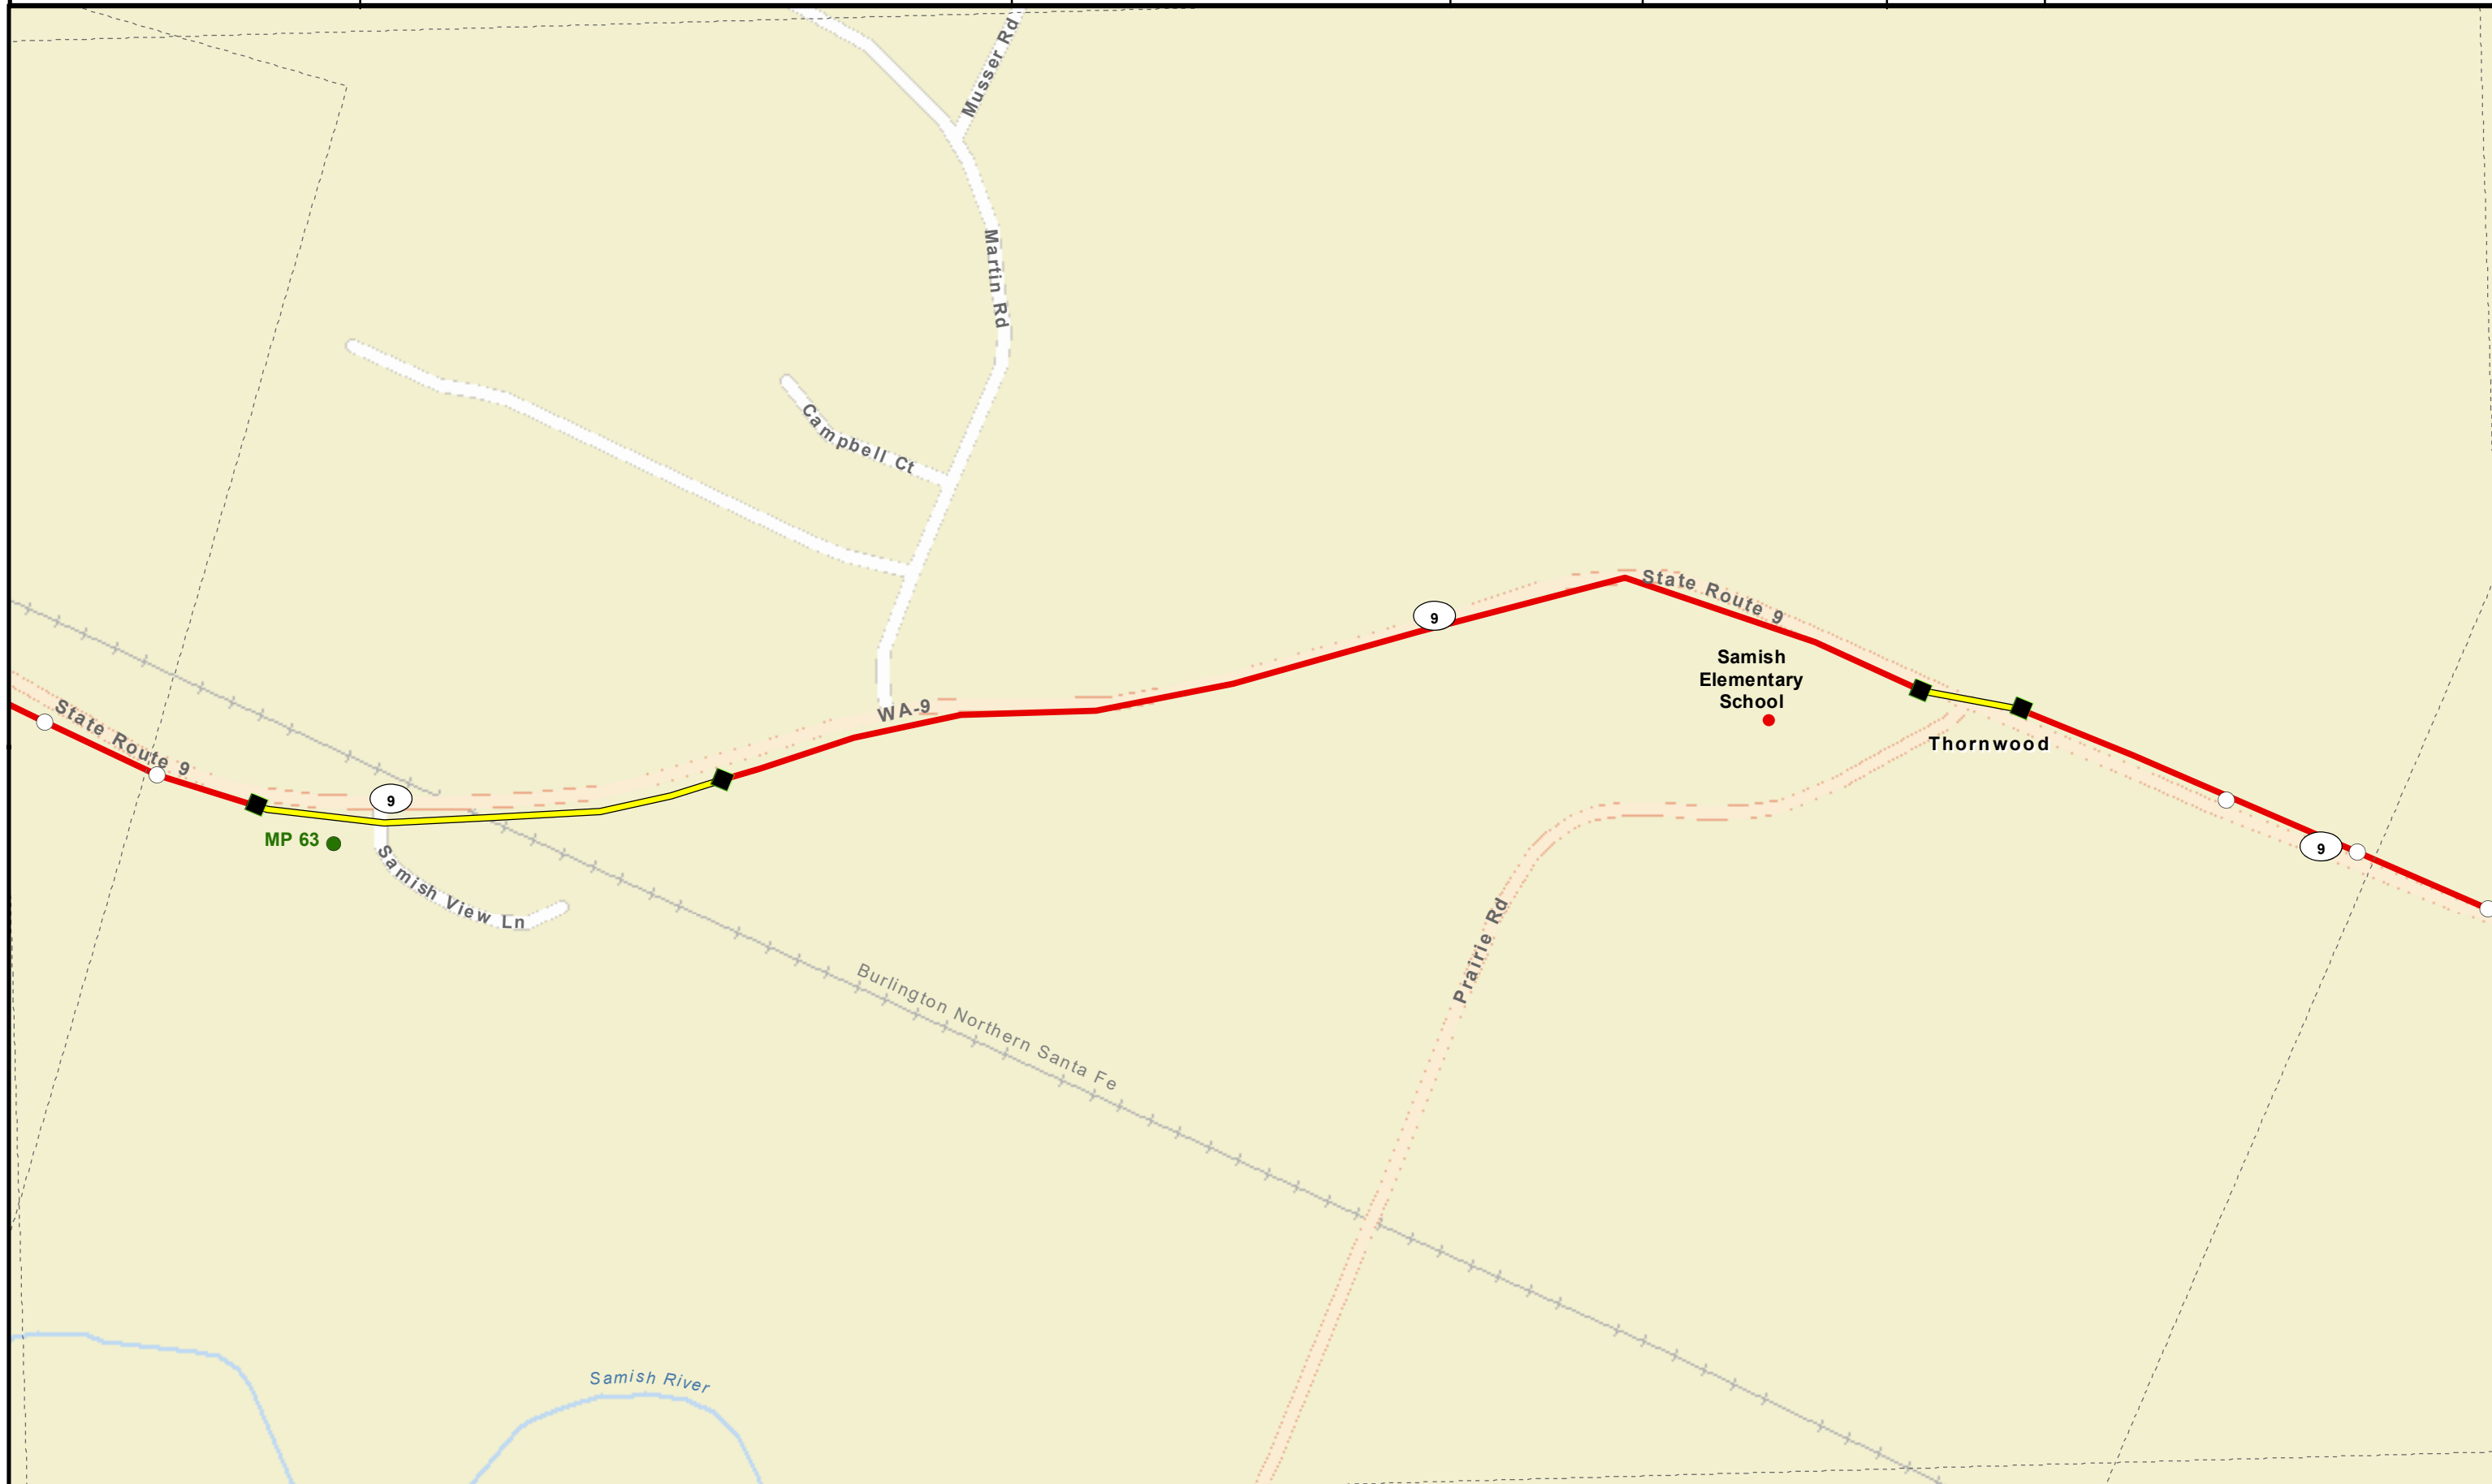 Musser Rd
Martin Rd
Campbell Ct
State Route 9
9
Samish
Elementary
School
WA-9
State Route 9
Thornwood
9
MP 63
9
Samish View Ln
Prairie Rd
Burlington Northern Santa Fe
Samish River